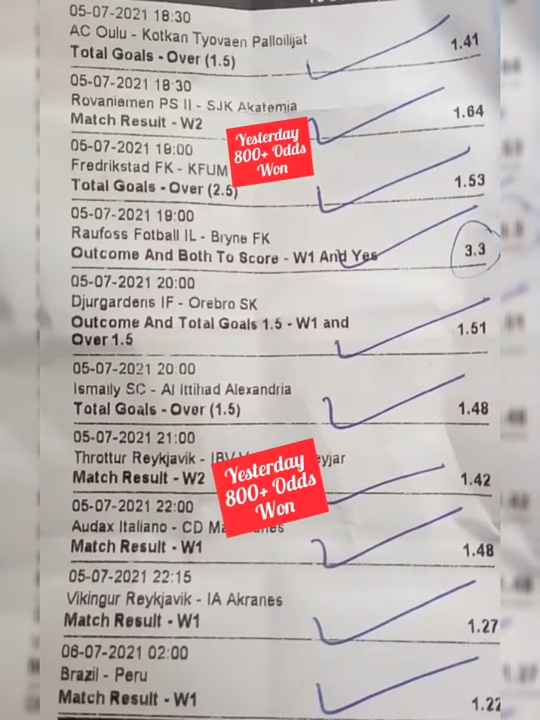 05-07-2021 18:30
AC Oulu - Kotkan Tyovaen Palloilijat
Total Goals - Over (1.5)
1.41
05-07-2021 18:30
Rovaniemen PS II - SJK Akatemia
Match Result - W2
1.64
Yesterday
800+ Odds
Won
05-07-2021 19:00
Fredrikstad FK - KFUM
Total Goals - Over (2.5)
1.53
05-07-2021 19:00
Raufoss Fotball IL - Bryne FK
Outcome And Both To Score - W1 And Yes
3.3
05-07-2021 20:00
Djurgardens IF - Orebro SK
Outcome And Total Goals 1.5 - W1 and
Over 1.5
1.51
05-07-2021 20:00
Ismaily SC - Al Ittihad Alexandria
Total Goals - Over (1.5)
1.48
05-07-2021 21:00
Throttur Reykjavik - IBV
Match Result - W2
1.42
Yesterday
800+ Odds
Won
05-07-2021 22:00
Audax Italiano - CD
Match Result - W1
1.48
05-07-2021 22:15
Vikingur Reykjavik - IA Akranes
Match Result - W1
1.27
06-07-2021 02:00
Brazil - Peru
Match Result - W1
1.22